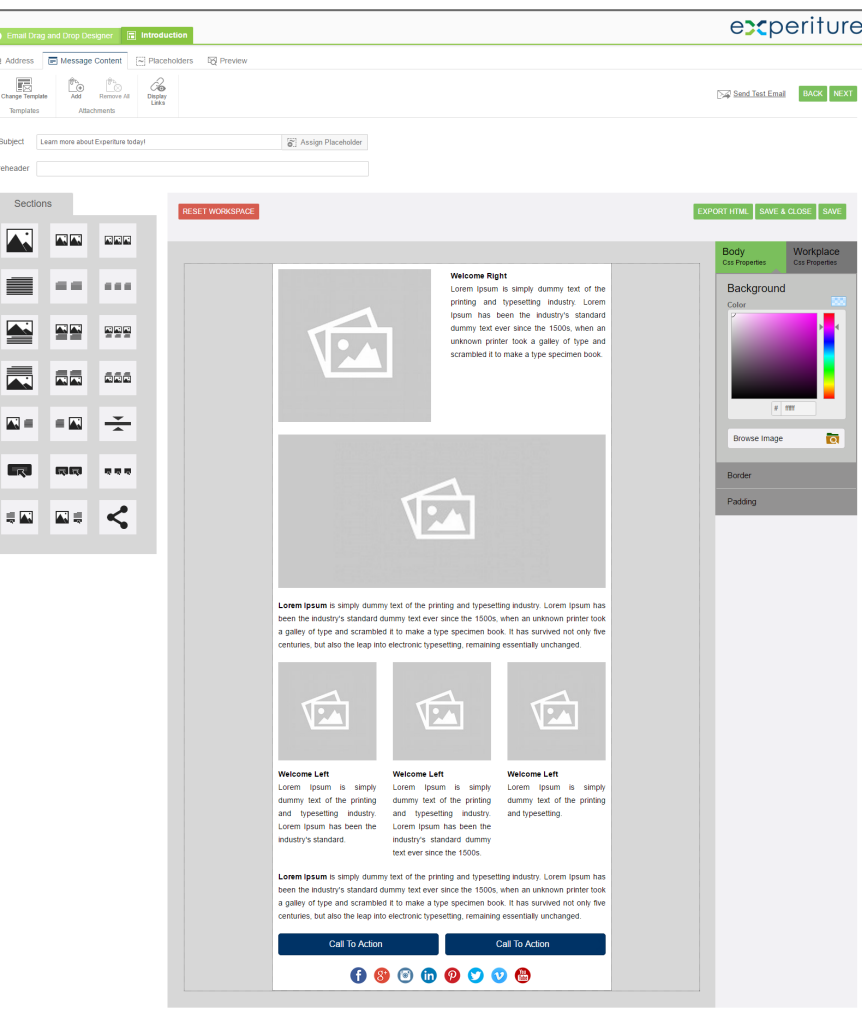 experiture
Email Drag and Drop Designer
Introduction
Address
Message Content
Placeholders
Preview
Change Template
Add
Remove All
Display
Links
Templates
Attachments
Send Test Email
BACK
NEXT
Subject
Learn more about Experiture today!
Assign Placeholder
eheader
Sections
RESET WORKSPACE
EXPORT HTML
SAVE & CLOSE
SAVE
Body
Css Properties
Workplace
Css Properties
Background
Color
# ffffff
Browse Image
Border
Padding
Welcome Right
Lorem Ipsum is simply dummy text of the
printing and typesetting industry. Lorem
Ipsum has been the industry's standard
dummy text ever since the 1500s, when an
unknown printer took a galley of type and
scrambled it to make a type specimen book.
Lorem Ipsum is simply dummy text of the printing and typesetting industry. Lorem Ipsum has
been the industry's standard dummy text ever since the 1500s, when an unknown printer took
a galley of type and scrambled it to make a type specimen book. It has survived not only five
centuries, but also the leap into electronic typesetting, remaining essentially unchanged.
Welcome Left
Lorem Ipsum is simply
dummy text of the printing
and typesetting industry.
Lorem Ipsum has been the
industry's standard.
Welcome Left
Lorem Ipsum is simply
dummy text of the printing
and typesetting industry.
Lorem Ipsum has been the
industry's standard dummy
text ever since the 1500s.
Welcome Left
Lorem Ipsum is simply
dummy text of the printing
and typesetting.
Lorem Ipsum is simply dummy text of the printing and typesetting industry. Lorem Ipsum has
been the industry's standard dummy text ever since the 1500s, when an unknown printer took
a galley of type and scrambled it to make a type specimen book. It has survived not only five
centuries, but also the leap into electronic typesetting, remaining essentially unchanged.
Call To Action
Call To Action